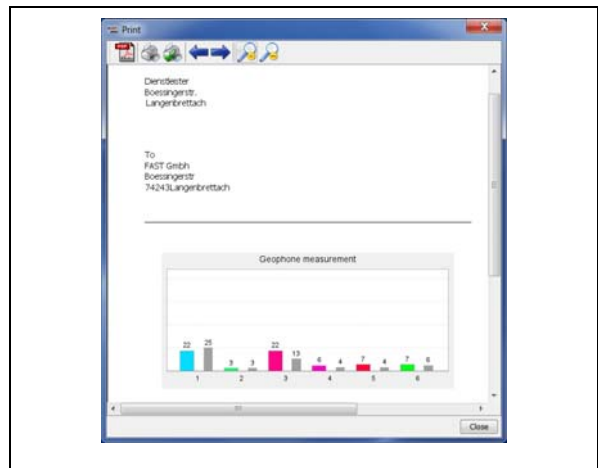 Print
PDF
Dienstleister
Boessingerstr.
Langenbrettach
To
FAST Gmbh
Boessingerstr
74243Langenbrettach
Geophone measurement
22 25 3 3 22 13 6 4 7 4 7 6
1 2 3 4 5 6
Close